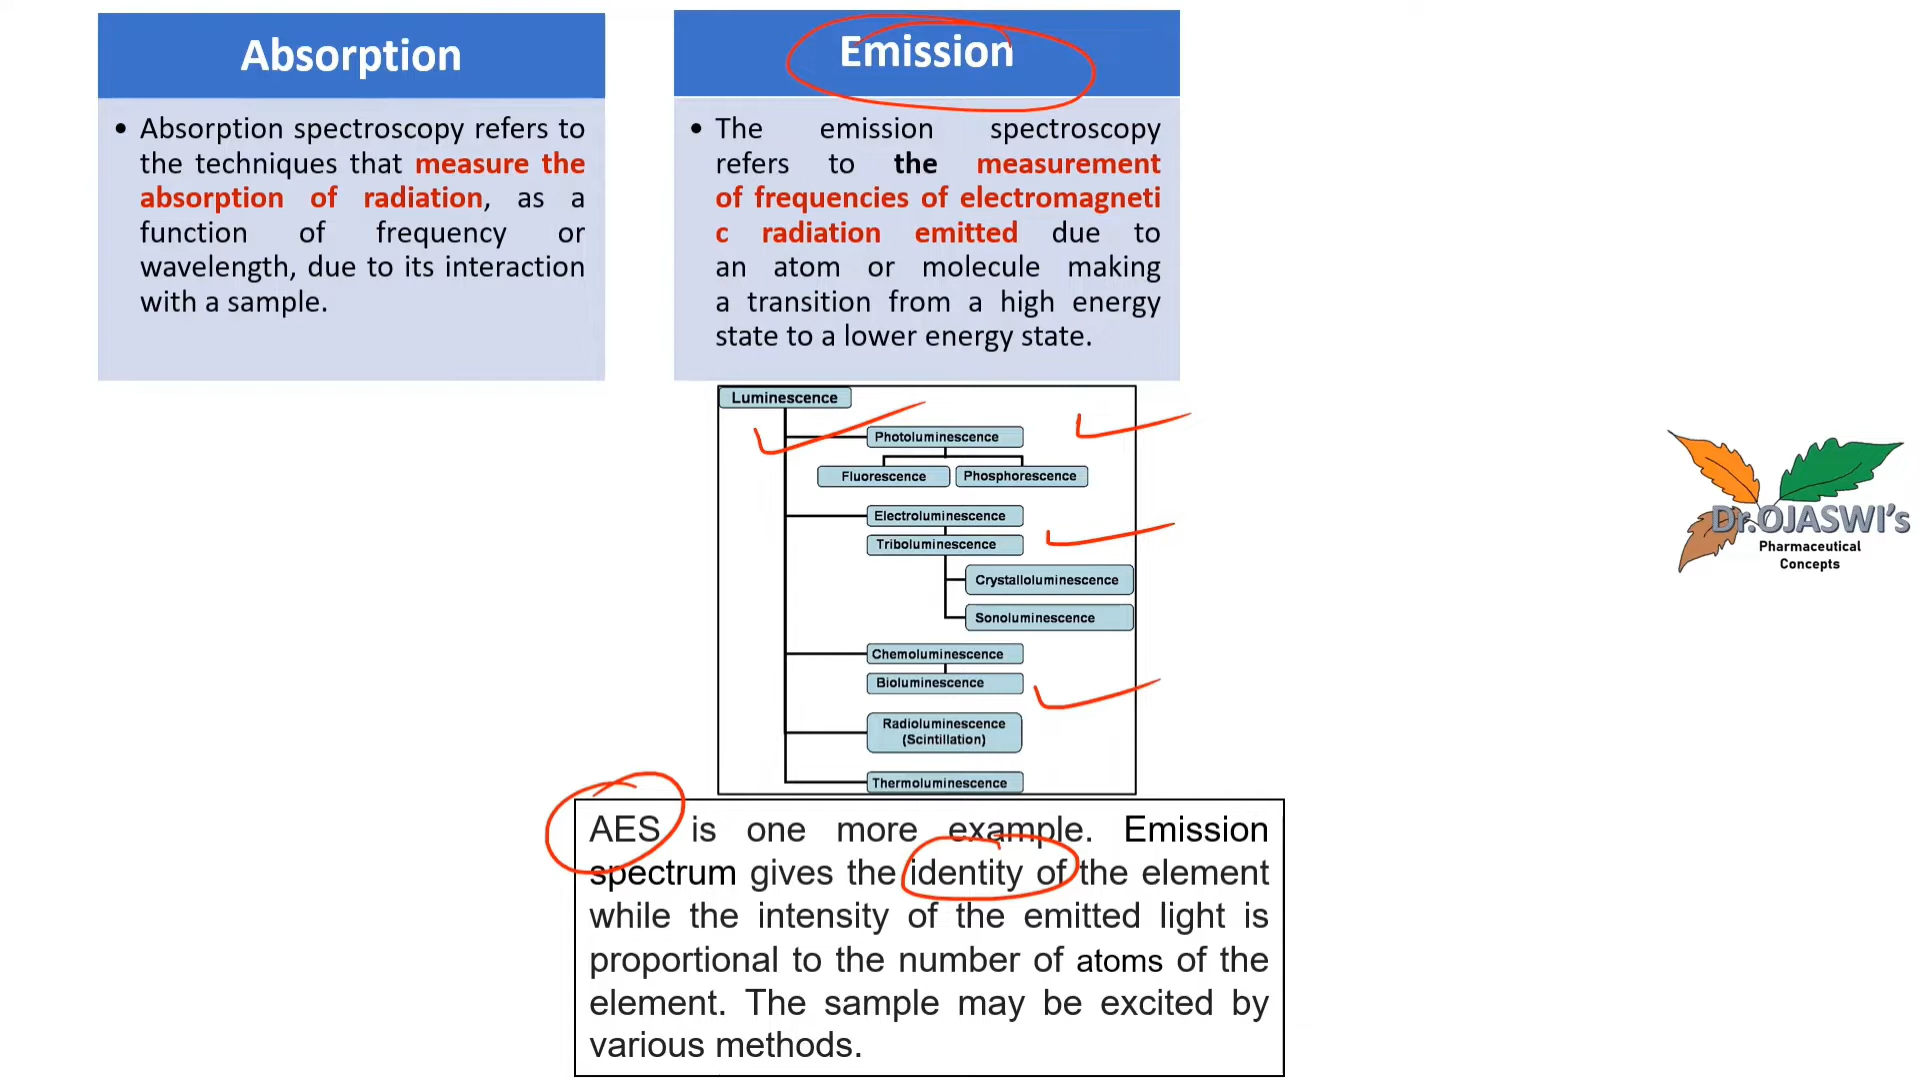 Absorption
• Absorption spectroscopy refers to
the techniques that measure the
absorption of radiation, as a
function of frequency or
wavelength, due to its interaction
with a sample.
Emission
• The emission spectroscopy
refers to the measurement
of frequencies of electromagneti
c radiation emitted due to
an atom or molecule making
a transition from a high energy
state to a lower energy state.
Luminescence
Photoluminescence
Fluorescence Phosphorescence
Electroluminescence
Triboluminescence
Crystalloluminescence
Sonoluminescence
Chemoluminescence
Bioluminescence
Radioluminescence
(Scintillation)
Thermoluminescence
AES is one more example. Emission
spectrum gives the identity of the element
while the intensity of the emitted light is
proportional to the number of atoms of the
element. The sample may be excited by
various methods.
Dr.OJASWI's
Pharmaceutical
Concepts